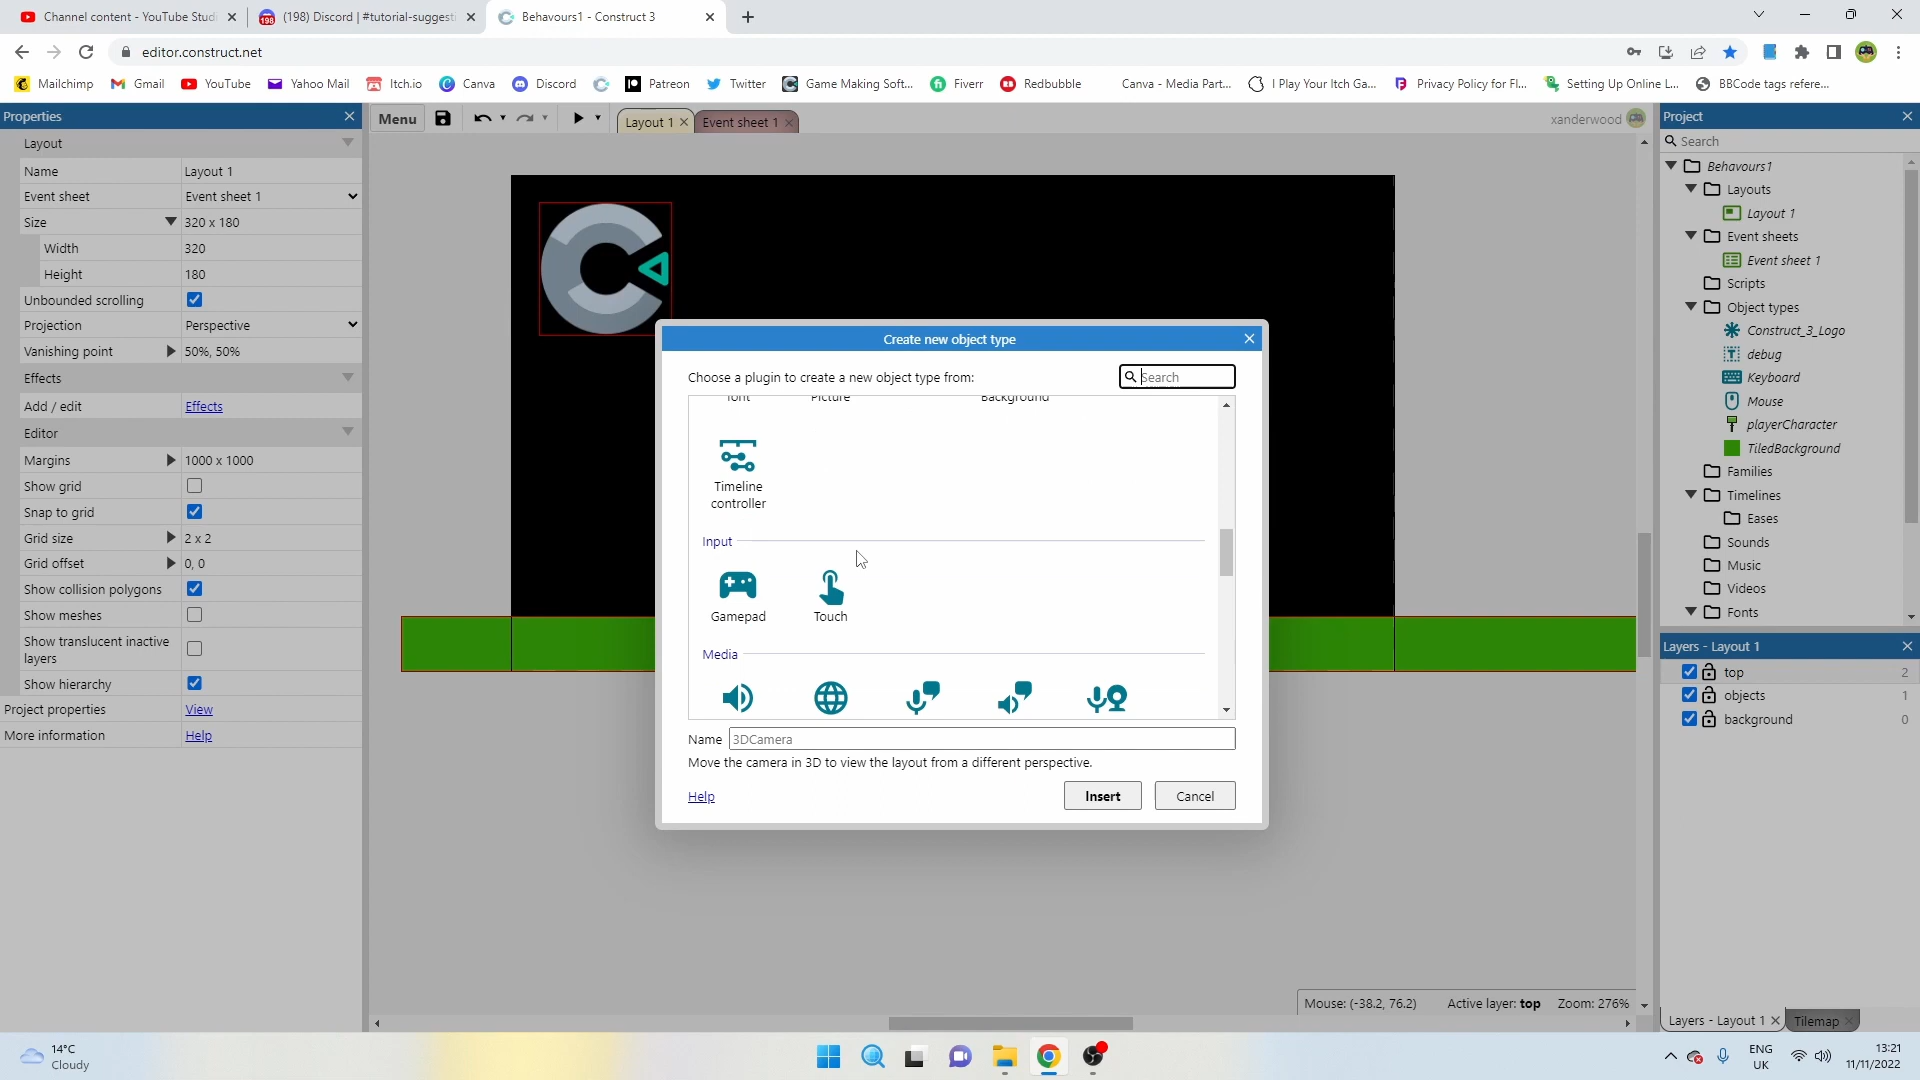 Channel content - YouTube Studi
(198) Discord | #tutorial-suggesti
Behavours1 - Construct 3
editor.construct.net
Mailchimp
Gmail
YouTube
Yahoo Mail
Itch.io
Canva
Discord
Patreon
Twitter
Game Making Soft...
Fiverr
Redbubble
Canva - Media Part...
I Play Your Itch Ga...
Privacy Policy for Fl...
Setting Up Online L...
BBCode tags refere...
Properties
Layout
Name Layout 1
Event sheet Event sheet 1
Size 320 x 180
Width 320
Height 180
Unbounded scrolling
Projection Perspective
Vanishing point 50%, 50%
Effects
Add / edit Effects
Editor
Margins 1000 x 1000
Show grid
Snap to grid
Grid size 2 x 2
Grid offset 0, 0
Show collision polygons
Show meshes
Show translucent inactive
layers
Show hierarchy
Project properties View
More information Help
Menu
Layout 1
Event sheet 1
xanderwood
Create new object type
Choose a plugin to create a new object type from:
Search
font Picture Background
Timeline
controller
Input
Gamepad Touch
Media
Name 3DCamera
Move the camera in 3D to view the layout from a different perspective.
Help
Insert
Cancel
Mouse: (-38.2, 76.2) Active layer: top Zoom: 276%
Project
Search
Behavours1
Layouts
Layout 1
Event sheets
Event sheet 1
Scripts
Object types
Construct_3_Logo
debug
Keyboard
Mouse
playerCharacter
TiledBackground
Families
Timelines
Eases
Sounds
Music
Videos
Fonts
Layers - Layout 1
top 2
objects 1
background 0
Layers - Layout 1
Tilemap
14°C
Cloudy
ENG
UK
13:21
11/11/2022